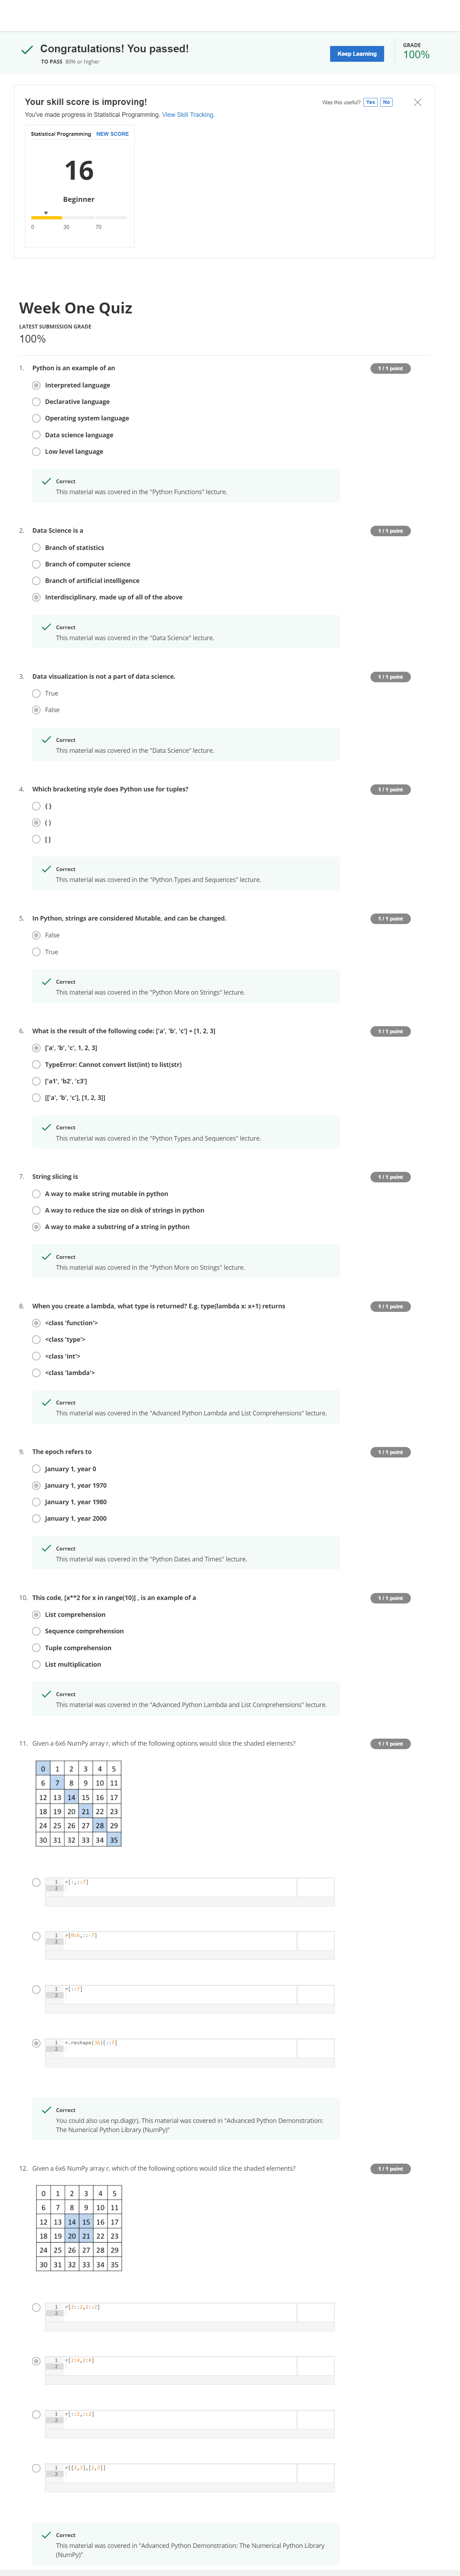 Congratulations! You passed!
TO PASS 80% or higher
Keep Learning
GRADE
100%
Your skill score is improving!
Was this useful? Yes No
You've made progress in Statistical Programming. View Skill Tracking.
Statistical Programming NEW SCORE
16
Beginner
0 30 70
Week One Quiz
LATEST SUBMISSION GRADE
100%
1. Python is an example of an
1 / 1 point
Interpreted language
Declarative language
Operating system language
Data science language
Low level language
Correct
This material was covered in the "Python Functions" lecture.
2. Data Science is a
1 / 1 point
Branch of statistics
Branch of computer science
Branch of artificial intelligence
Interdisciplinary, made up of all of the above
Correct
This material was covered in the "Data Science" lecture.
3. Data visualization is not a part of data science.
1 / 1 point
True
False
Correct
This material was covered in the "Data Science" lecture.
4. Which bracketing style does Python use for tuples?
1 / 1 point
{ }
( )
[ ]
Correct
This material was covered in the "Python Types and Sequences" lecture.
5. In Python, strings are considered Mutable, and can be changed.
1 / 1 point
False
True
Correct
This material was covered in the "Python More on Strings" lecture.
6. What is the result of the following code: ['a', 'b', 'c'] + [1, 2, 3]
1 / 1 point
['a', 'b', 'c', 1, 2, 3]
TypeError: Cannot convert list(int) to list(str)
['a1', 'b2', 'c3']
[['a', 'b', 'c'], [1, 2, 3]]
Correct
This material was covered in the "Python Types and Sequences" lecture.
7. String slicing is
1 / 1 point
A way to make string mutable in python
A way to reduce the size on disk of strings in python
A way to make a substring of a string in python
Correct
This material was covered in the "Python More on Strings" lecture.
8. When you create a lambda, what type is returned? E.g. type(lambda x: x+1) returns
1 / 1 point
<class 'function'>
<class 'type'>
<class 'int'>
<class 'lambda'>
Correct
This material was covered in the "Advanced Python Lambda and List Comprehensions" lecture.
9. The epoch refers to
1 / 1 point
January 1, year 0
January 1, year 1970
January 1, year 1980
January 1, year 2000
Correct
This material was covered in the "Python Dates and Times" lecture.
10. This code, [x**2 for x in range(10)] , is an example of a
1 / 1 point
List comprehension
Sequence comprehension
Tuple comprehension
List multiplication
Correct
This material was covered in the "Advanced Python Lambda and List Comprehensions" lecture.
11. Given a 6x6 NumPy array r, which of the following options would slice the shaded elements?
1 / 1 point
0 1 2 3 4 5
6 7 8 9 10 11
12 13 14 15 16 17
18 19 20 21 22 23
24 25 26 27 28 29
30 31 32 33 34 35
1 r[:,::7]
2
1 r[0:6,::-7]
2
1 r[::7]
2
1 r.reshape(36)[::7]
2
Correct
You could also use np.diag(r). This material was covered in "Advanced Python Demonstration:
The Numerical Python Library (NumPy)"
12. Given a 6x6 NumPy array r, which of the following options would slice the shaded elements?
1 / 1 point
0 1 2 3 4 5
6 7 8 9 10 11
12 13 14 15 16 17
18 19 20 21 22 23
24 25 26 27 28 29
30 31 32 33 34 35
1 r[2::2,2::2]
2
1 r[2:4,2:4]
2
1 r[::2,::2]
2
1 r[[2,3],[2,3]]
2
Correct
This material was covered in "Advanced Python Demonstration: The Numerical Python Library
(NumPy)"